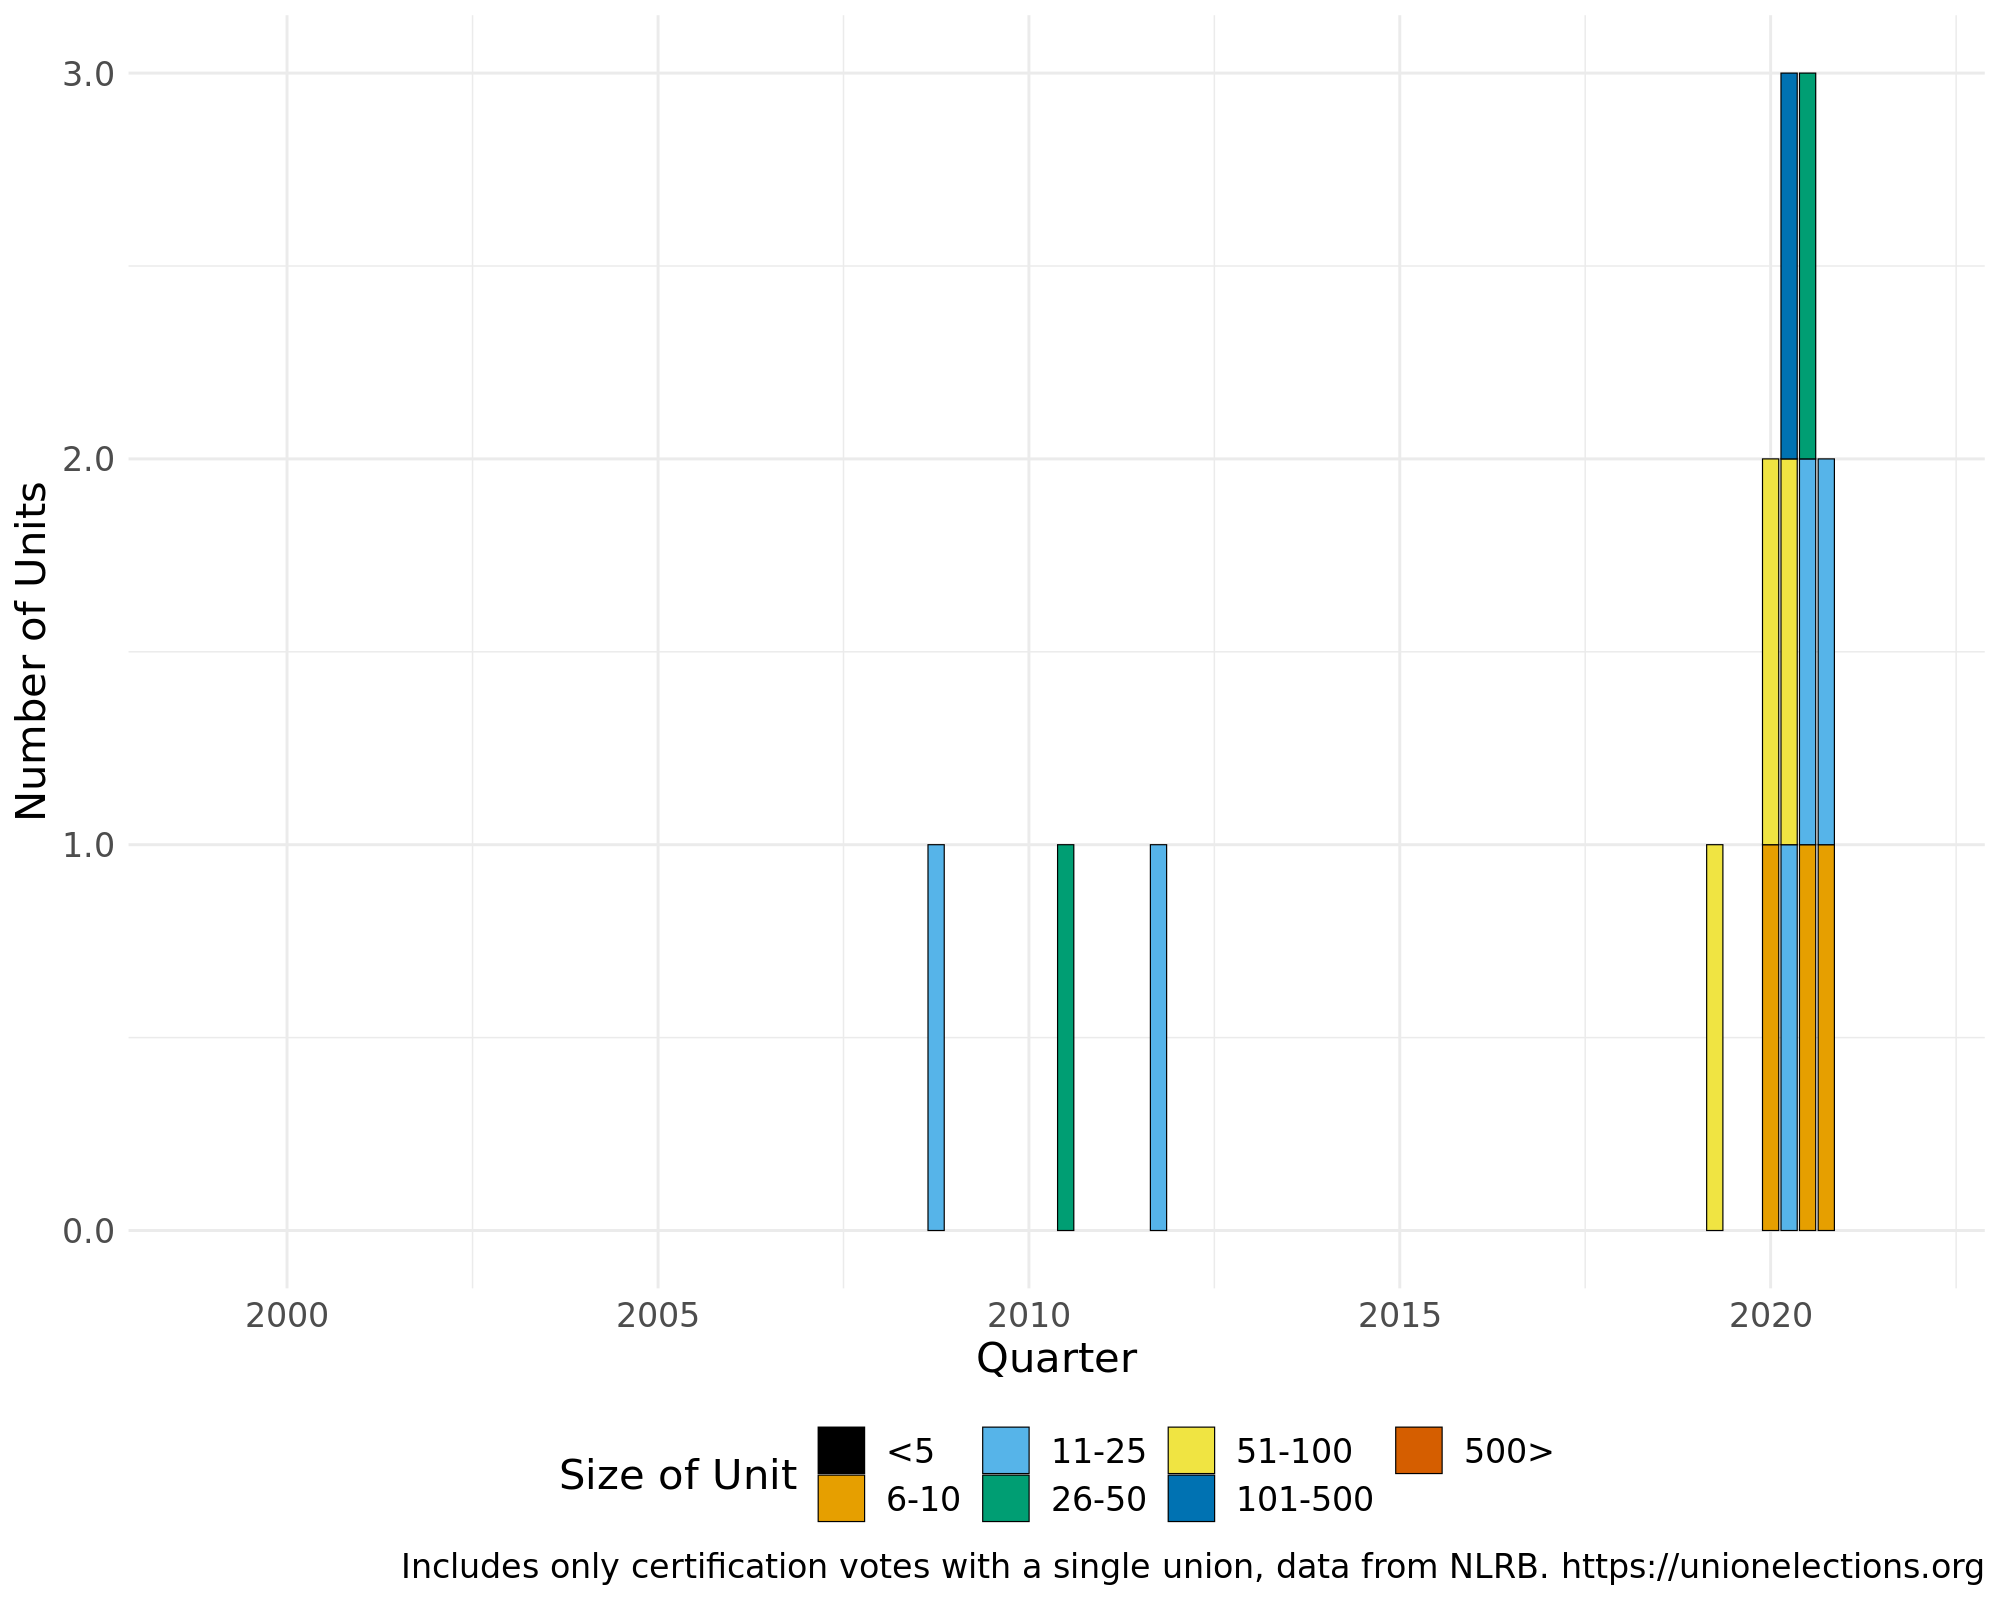 3.0
2.0
1.0
0.0
Number of Units
2000 2005 2010 2015 2020
Quarter
Size of Unit
<5 11-25 51-100 500>
6-10 26-50 101-500
Includes only certification votes with a single union, data from NLRB. https://unionelections.org